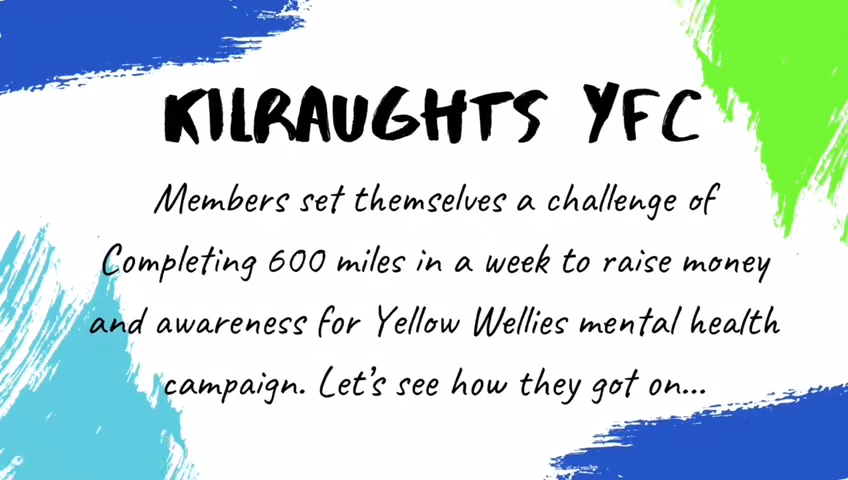 KILRAUGHTS YFC
Members set themselves a challenge of
Completing 600 miles in a week to raise money
and awareness for Yellow Wellies mental health
campaign. Let's see how they got on...